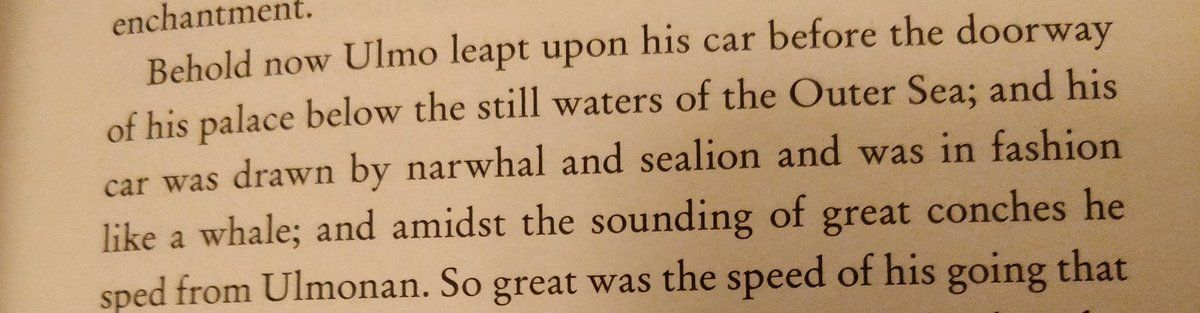 enchantment.
Behold now Ulmo leapt upon his car before the doorway
of his palace below the still waters of the Outer Sea; and his
car was drawn by narwhal and sealion and was in fashion
like a whale; and amidst the sounding of great conches he
sped from Ulmonan. So great was the speed of his going that